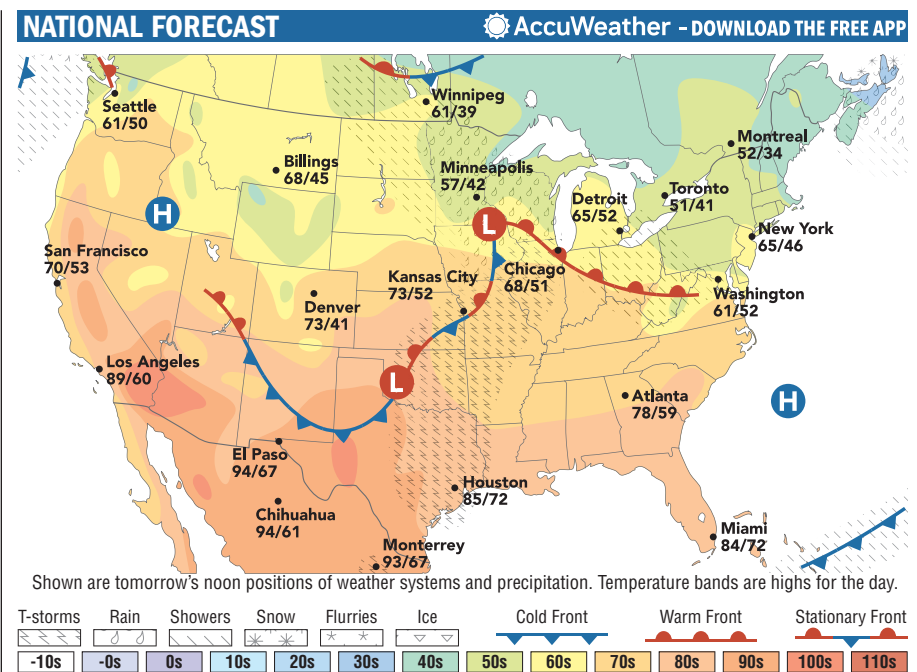 NATIONAL FORECAST
AccuWeather – DOWNLOAD THE FREE APP
Seattle
61/50
Winnipeg
61/39
Montreal
52/34
Billings
68/45
Minneapolis
57/42
Toronto
51/41
Detroit
65/52
H
L
New York
65/46
San Francisco
70/53
Kansas City
73/52
Chicago
68/51
Denver
73/41
Washington
61/52
Los Angeles
89/60
L
Atlanta
78/59
H
El Paso
94/67
Houston
85/72
Chihuahua
94/61
Miami
84/72
Monterrey
93/67
Shown are tomorrow's noon positions of weather systems and precipitation. Temperature bands are highs for the day.
T-storms Rain Showers Snow Flurries Ice Cold Front Warm Front Stationary Front
-10s -0s 0s 10s 20s 30s 40s 50s 60s 70s 80s 90s 100s 110s